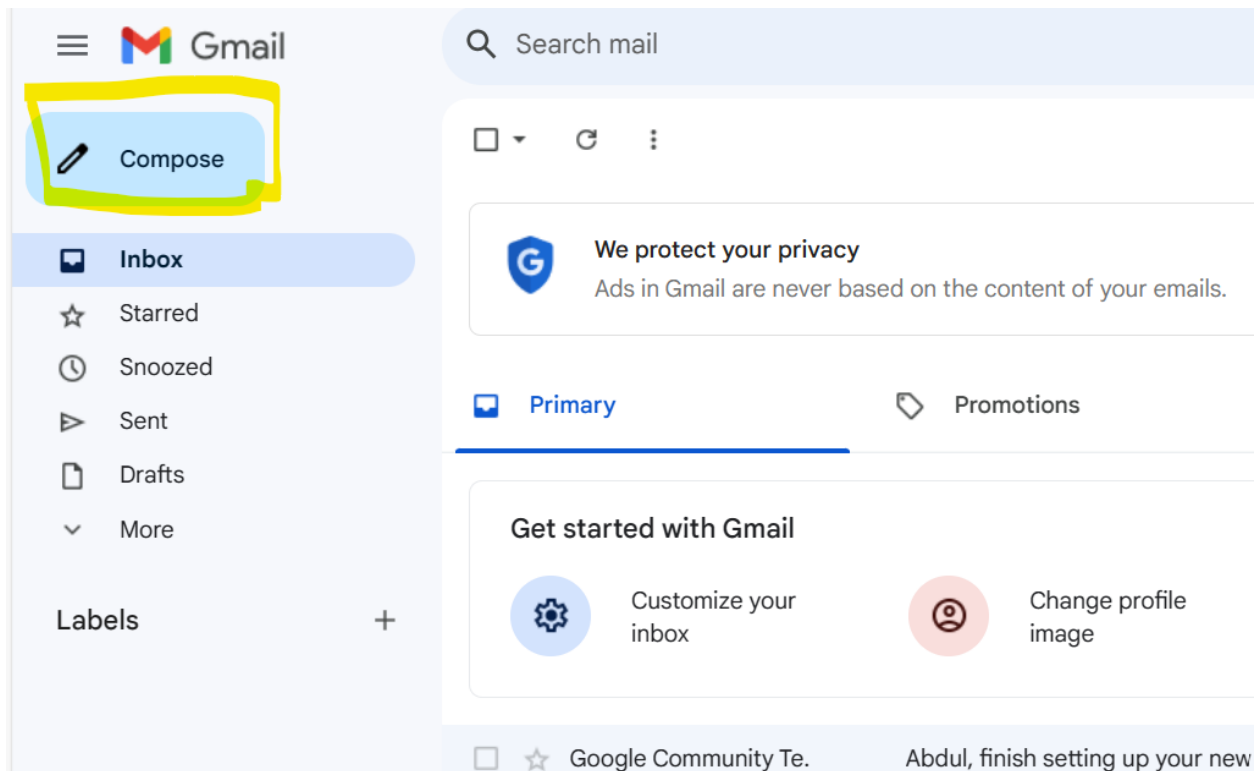 Gmail
Search mail
Compose
We protect your privacy
Ads in Gmail are never based on the content of your emails.
Inbox
Starred
Snoozed
Sent
Drafts
More
Labels
Primary
Promotions
Get started with Gmail
Customize your
inbox
Change profile
image
Google Community Te.
Abdul, finish setting up your new